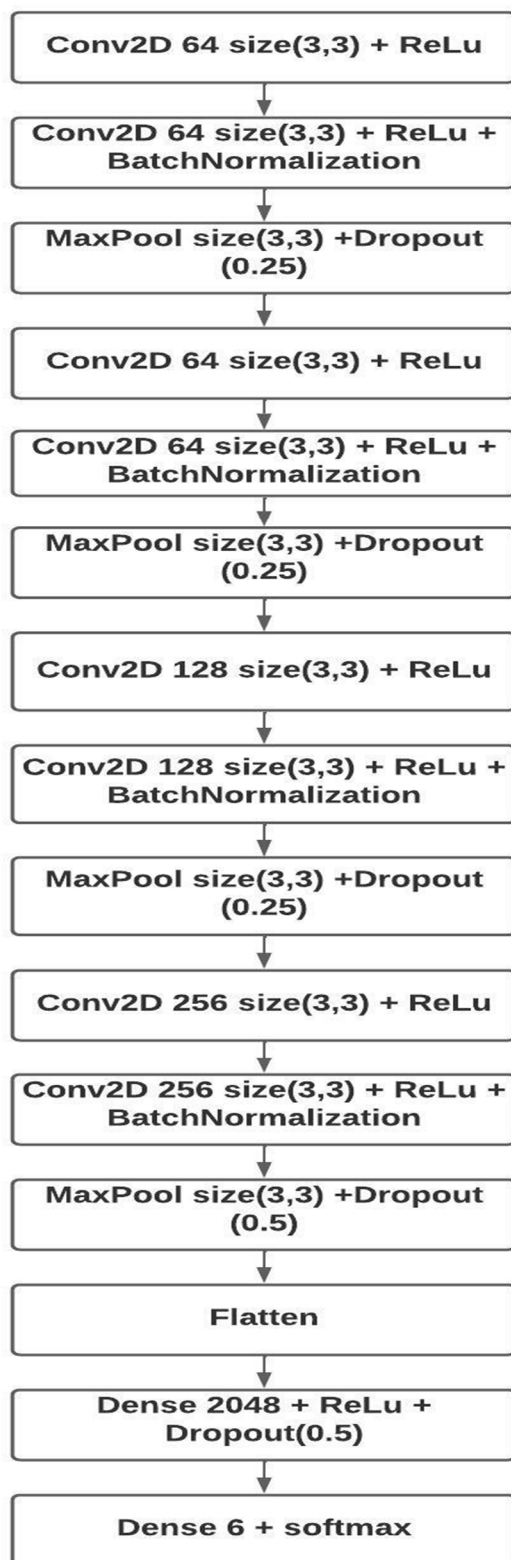 Conv2D 64 size(3,3) + ReLu
Conv2D 64 size(3,3) + ReLu +
BatchNormalization
MaxPool size(3,3) +Dropout
(0.25)
Conv2D 64 size(3,3) + ReLu
Conv2D 64 size(3,3) + ReLu +
BatchNormalization
MaxPool size(3,3) +Dropout
(0.25)
Conv2D 128 size(3,3) + ReLu
Conv2D 128 size(3,3) + ReLu +
BatchNormalization
MaxPool size(3,3) +Dropout
(0.25)
Conv2D 256 size(3,3) + ReLu
Conv2D 256 size(3,3) + ReLu +
BatchNormalization
MaxPool size(3,3) +Dropout
(0.5)
Flatten
Dense 2048 + ReLu +
Dropout(0.5)
Dense 6 + softmax